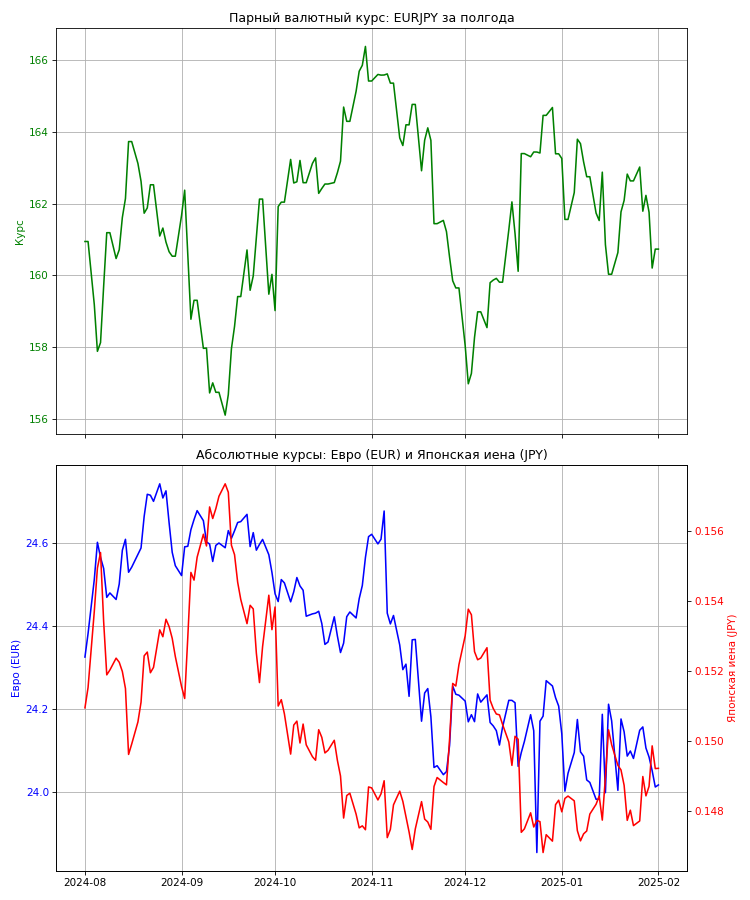 Парный валютный курс: EURJPY за полгода
166
164
162
160
158
156
Курс
Абсолютные курсы: Евро (EUR) и Японская иена (JPY)
24.6
24.4
24.2
24.0
Евро (EUR)
0.156
0.154
0.152
0.150
0.148
Японская иена (JPY)
2024-08 2024-09 2024-10 2024-11 2024-12 2025-01 2025-02